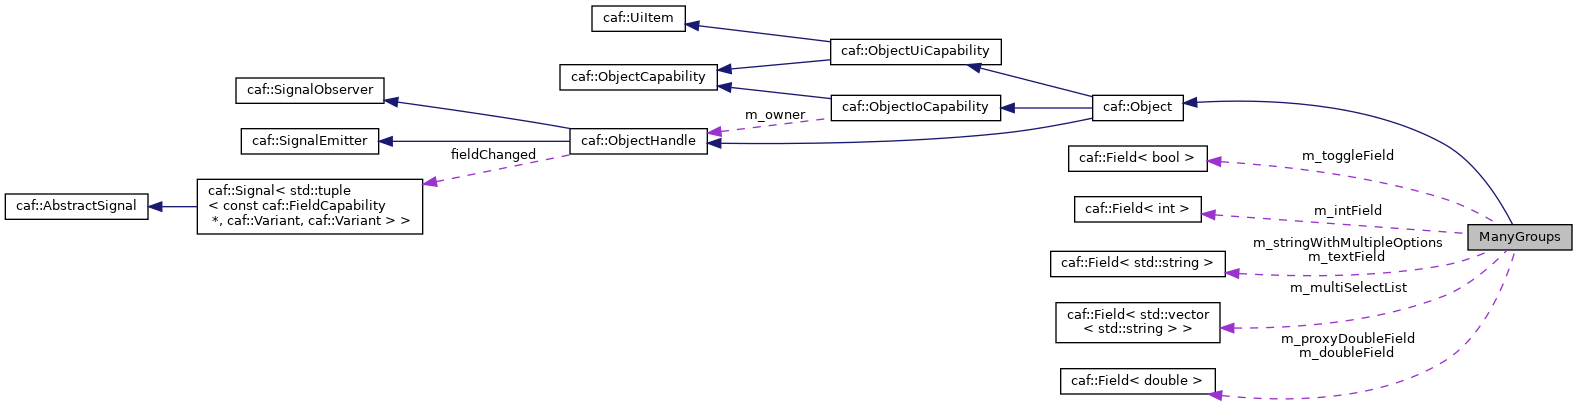 caf::UiItem
caf::ObjectUiCapability
caf::ObjectCapability
caf::SignalObserver
caf::ObjectIoCapability
caf::Object
m_owner
caf::SignalEmitter
caf::ObjectHandle
fieldChanged
caf::Field< bool >
m_toggleField
caf::AbstractSignal
caf::Signal< std::tuple
< const caf::FieldCapability
*, caf::Variant, caf::Variant > >
caf::Field< int >
m_intField
ManyGroups
m_stringWithMultipleOptions
m_textField
caf::Field< std::string >
m_multiSelectList
caf::Field< std::vector
< std::string > >
m_proxyDoubleField
m_doubleField
caf::Field< double >